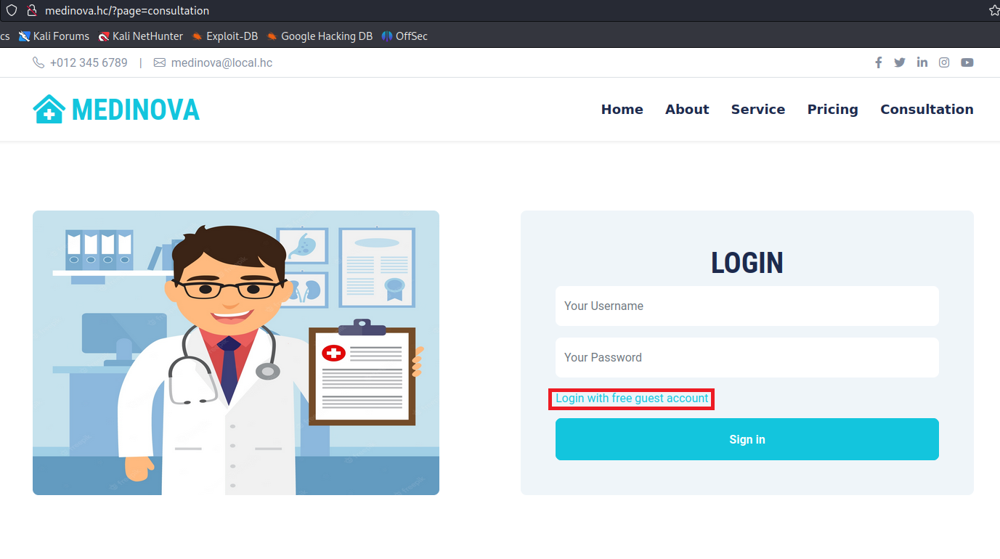 medinova.hc/?page=consultation
cs Kali Forums Kali NetHunter Exploit-DB Google Hacking DB OffSec
+012 345 6789 | medinova@local.hc
MEDINOVA Home About Service Pricing Consultation
LOGIN
Your Username
Your Password
Login with free guest account
Sign in